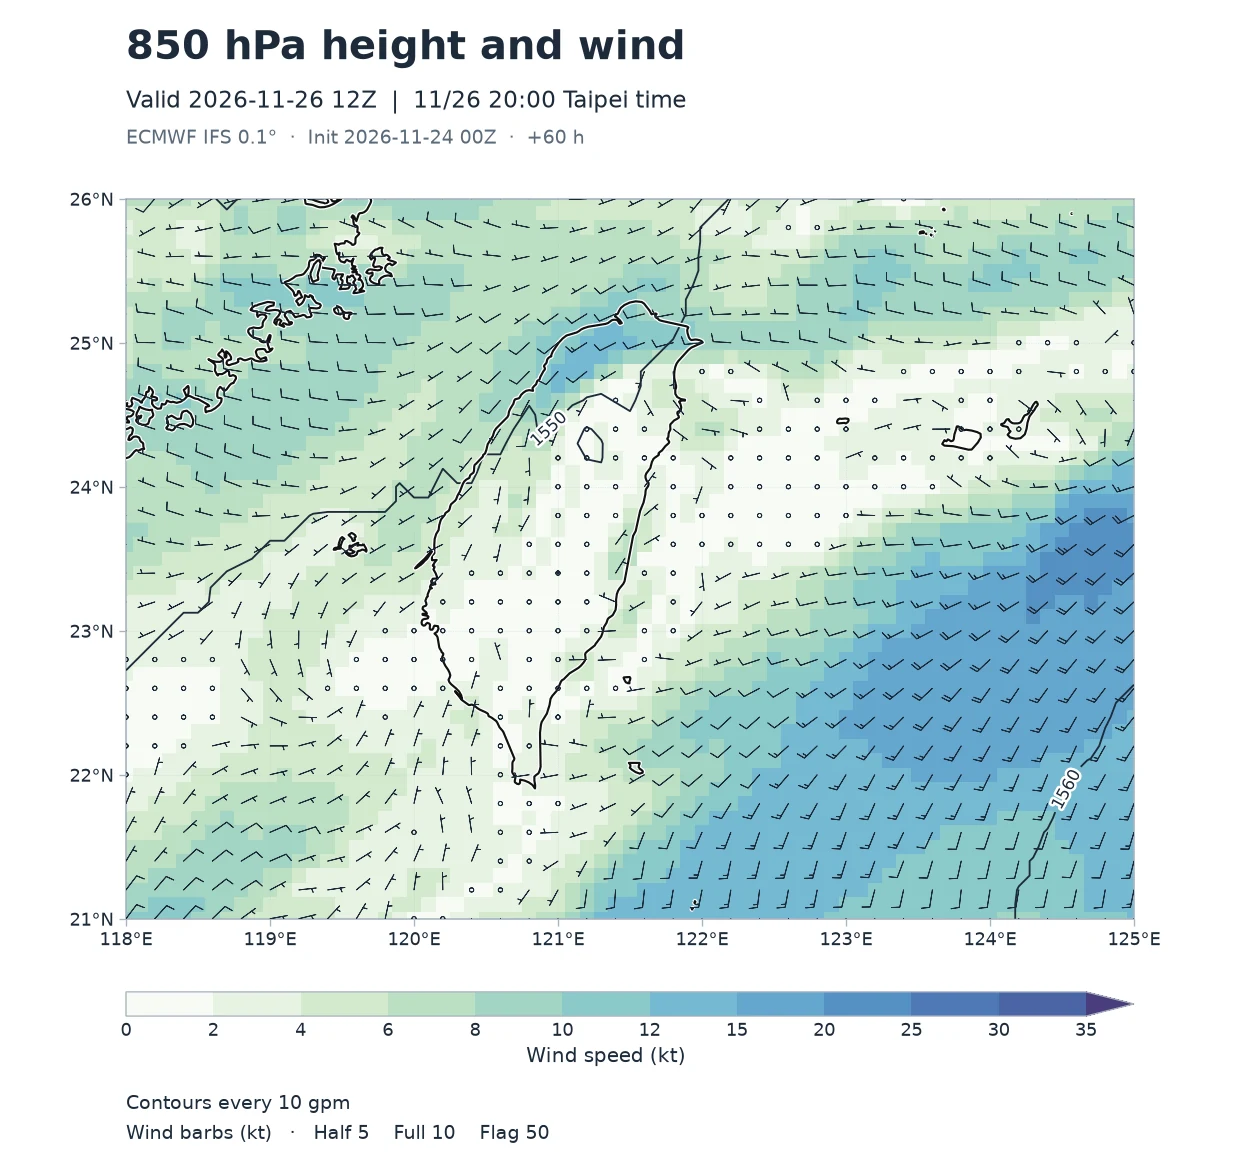 850 hPa height and wind
Valid 2026-11-26 12Z | 11/26 20:00 Taipei time
ECMWF IFS 0.1° · Init 2026-11-24 00Z · +60 h
26°N
25°N
24°N
23°N
22°N
21°N
1550
1560
118°E 119°E 120°E 121°E 122°E 123°E 124°E 125°E
0 2 4 6 8 10 12 15 20 25 30 35
Wind speed (kt)
Contours every 10 gpm
Wind barbs (kt) · Half 5 Full 10 Flag 50